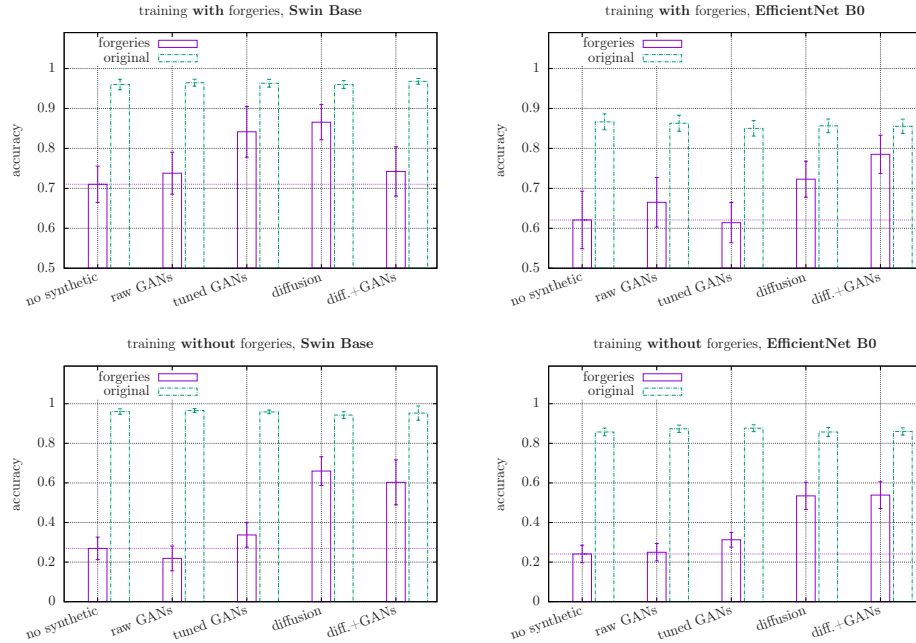 training with forgeries, Swin Base
forgeries
original
accuracy
1
0.9
0.8
0.7
0.6
0.5
no synthetic
raw GANs
tuned GANs
diffusion
diff.+GANs
training with forgeries, EfficientNet B0
forgeries
original
accuracy
1
0.9
0.8
0.7
0.6
0.5
no synthetic
raw GANs
tuned GANs
diffusion
diff.+GANs
training without forgeries, Swin Base
forgeries
original
accuracy
1
0.8
0.6
0.4
0.2
0
no synthetic
raw GANs
tuned GANs
diffusion
diff.+GANs
training without forgeries, EfficientNet B0
forgeries
original
accuracy
1
0.8
0.6
0.4
0.2
0
no synthetic
raw GANs
tuned GANs
diffusion
diff.+GANs